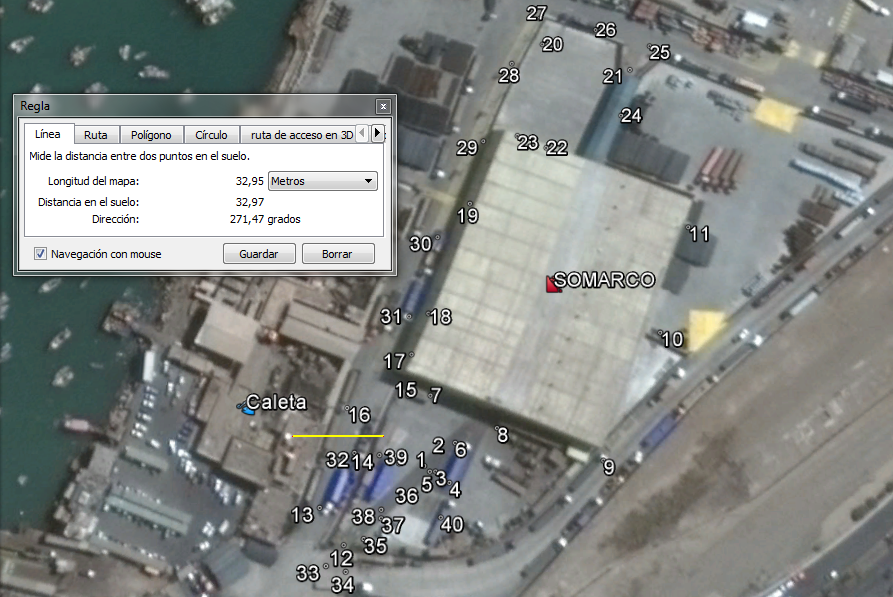 27
26
20
25
28
21
24
29
23
22
19
11
30
SOMARCO
31
18
10
17
15
7
Caleta
16
8
2
6
32
14
39
1
9
5
3
4
36
13
38
37
40
35
12
33
34
Regla
x
Línea
Ruta
Polígono
Círculo
ruta de acceso en 3D
Mide la distancia entre dos puntos en el suelo.
Longitud del mapa: 32,95 Metros
Distancia en el suelo: 32,97
Dirección: 271,47 grados
Navegación con mouse
Guardar
Borrar